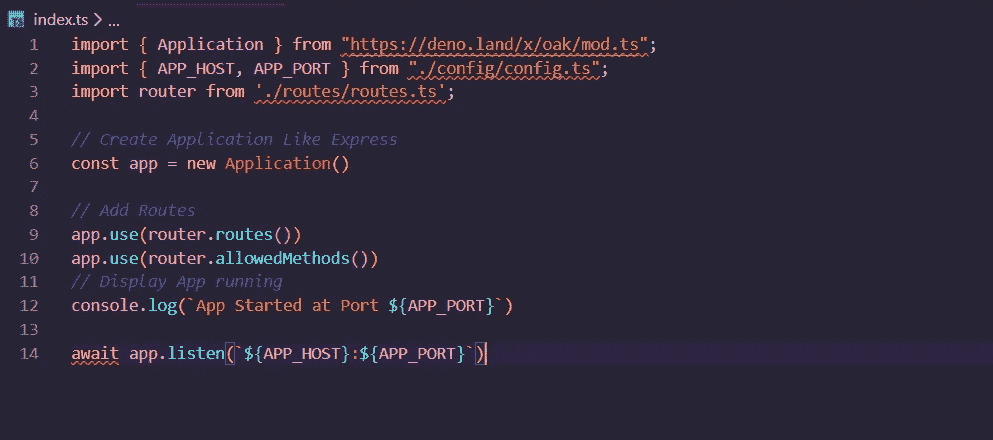 index.ts > ...
1 import { Application } from "https://deno.land/x/oak/mod.ts";
2 import { APP_HOST, APP_PORT } from "./config/config.ts";
3 import router from './routes/routes.ts';
4
5 // Create Application Like Express
6 const app = new Application()
7
8 // Add Routes
9 app.use(router.routes())
10 app.use(router.allowedMethods())
11 // Display App running
12 console.log(`App Started at Port ${APP_PORT}`)
13
14 await app.listen(`${APP_HOST}:${APP_PORT}`)